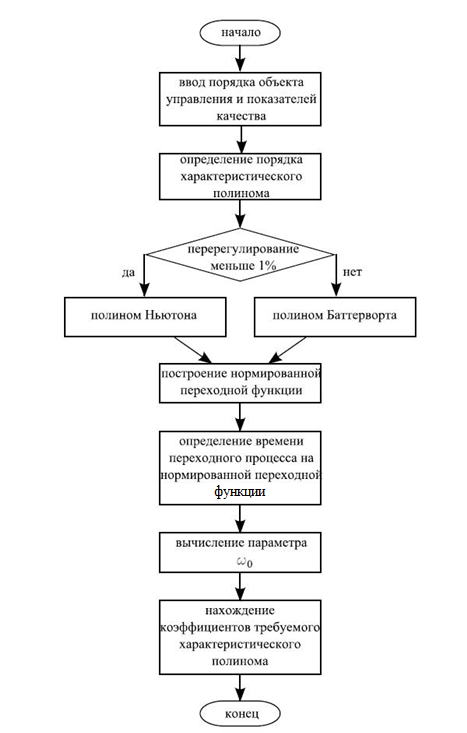 начало
ввод порядка объекта
управления и показателей
качества
определение порядка
характеристического
полинома
перерегулирование
меньше 1%
да
нет
полином Ньютона
полином Баттерворта
построение нормированной
переходной функции
определение времени
переходного процесса на
нормированной переходной
функции
вычисление параметра
ω₀
нахождение
коэффициентов требуемого
характеристического
полинома
конец